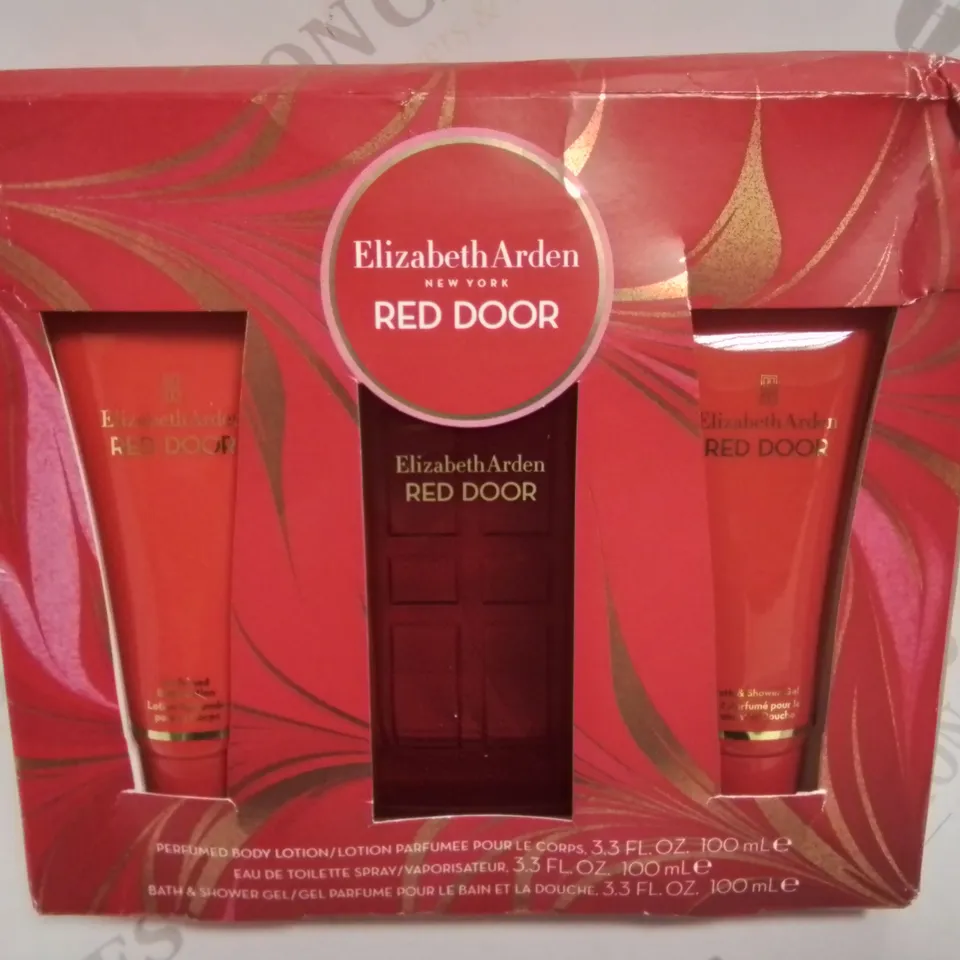 Elizabeth Arden
NEW YORK
RED DOOR
Elizabeth Arden
RED DOOR
Elizabeth Arden
RED DOOR
Elizabeth Arden
RED DOOR
& Shower Gel
PERFUMED BODY LOTION/LOTION PARFUMEE POUR LE CORPS, 3.3 FL. OZ. 100 mL e
EAU DE TOILETTE SPRAY/VAPORISATEUR, 3.3 FL. OZ. 100 mL e
BATH & SHOWER GEL/GEL PARFUME POUR LE BAIN ET LA DOUCHE, 3.3 FL. OZ. 100 mL e